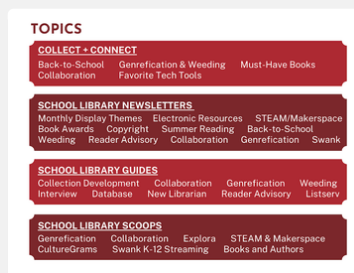 TOPICS
COLLECT + CONNECT
Back-to-School Genrefication & Weeding Must-Have Books
Collaboration Favorite Tech Tools
SCHOOL LIBRARY NEWSLETTERS
Monthly Display Themes Electronic Resources STEAM/Makerspace
Book Awards Copyright Summer Reading Back-to-School
Weeding Reader Advisory Collaboration Genrefication Swank
SCHOOL LIBRARY GUIDES
Collection Development Collaboration Genrefication Weeding
Interview Database New Librarian Reader Advisory Listserv
SCHOOL LIBRARY SCOOPS
Genrefication Collaboration Explora STEAM & Makerspace
CultureGrams Swank K-12 Streaming Books and Authors